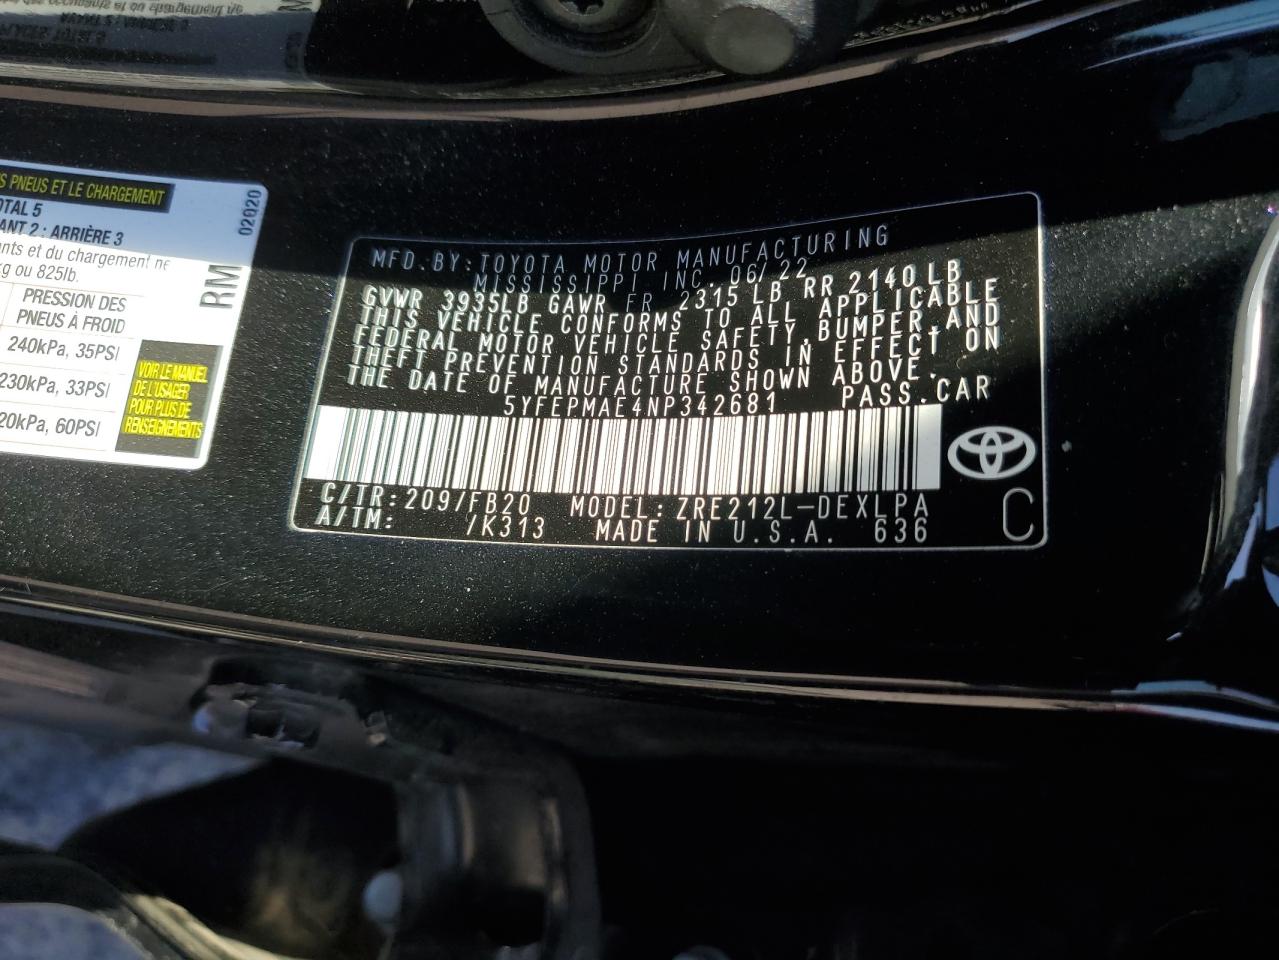 S PNEUS ET LE CHARGEMENT
OTAL 5
ANT 2 : ARRIÈRE 3
ants et du chargement ne
kg ou 825lb.
PRESSION DES
PNEUS À FROID
240kPa, 35PSI
230kPa, 33PSI
20kPa, 60PSI
02020
RM
VOIR LE MANUEL
DE L'USAGER
POUR PLUS DE
RENSEIGNEMENTS
MFD.BY:TOYOTA MOTOR MANUFACTURING
MISSISSIPPI INC. 06/22
GVWR 3935LB GAWR FR 2315 LB RR 2140LB
THIS VEHICLE CONFORMS TO ALL APPLICABLE
FEDERAL MOTOR VEHICLE SAFETY,BUMPER,AND
THEFT PREVENTION STANDARDS IN EFFECT ON
THE DATE OF MANUFACTURE SHOWN ABOVE.
5YFEPMAE4NP342681 PASS.CAR
C/TR:209/FB20 MODEL:ZRE212L-DEXLPA
A/TM: /K313 MADE IN U.S.A. 636
C